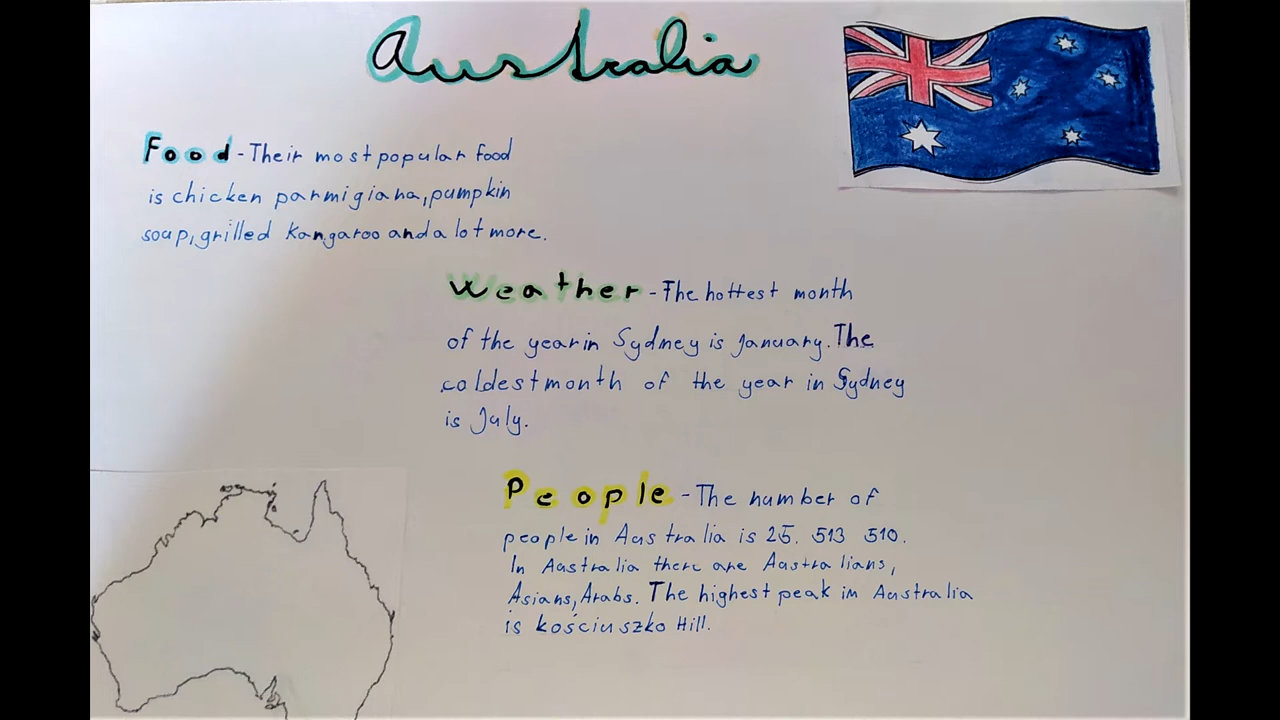 Australia
Food - Their most popular food
is chicken parmigiana, pumpkin
soup, grilled Kangaroo and a lot more.
Weather - The hottest month
of the year in Sydney is January. The
coldest month of the year in Sydney
is July.
People - The number of
people in Australia is 25. 513 510.
In Australia there are Australians,
Asians, Arabs. The highest peak in Australia
is kościuszko Hill.